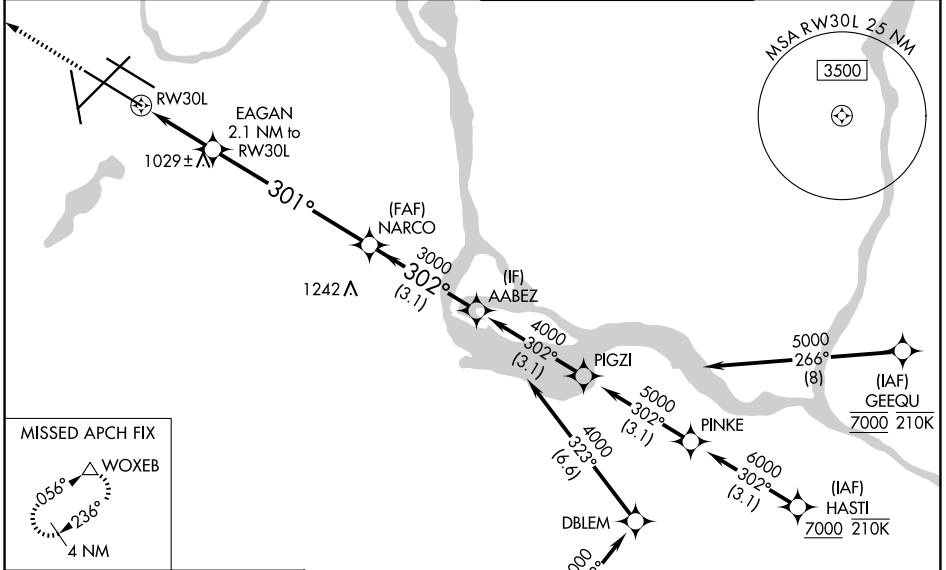 MSA RW30L 25 NM
3500
RW30L
EAGAN
2.1 NM to
RW30L
1029±
301°
(FAF)
NARCO
3000
302°
(3.1)
1242
(IF)
AABEZ
4000
302°
(3.1)
PIGZI
5000
266°
(8)
(IAF)
GEEQU
7000 210K
5000
302°
(3.1)
PINKE
6000
302°
(3.1)
(IAF)
HASTI
7000 210K
4000
323°
(6.6)
DBLEM
MISSED APCH FIX
WOXEB
056°
236°
4 NM